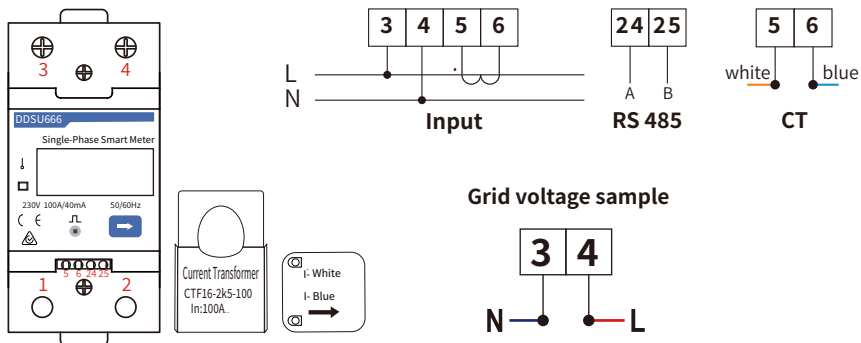 3 4
DDSU666
Single-Phase Smart Meter
230V 100A/40mA 50/60Hz
5 6 24 25
1 2
Current Transformer
CTF16-2k5-100
In:100A..
I- White
I- Blue
3 4 5 6
L
N
Input
24 25
A B
RS 485
5 6
white blue
CT
Grid voltage sample
3 4
N L